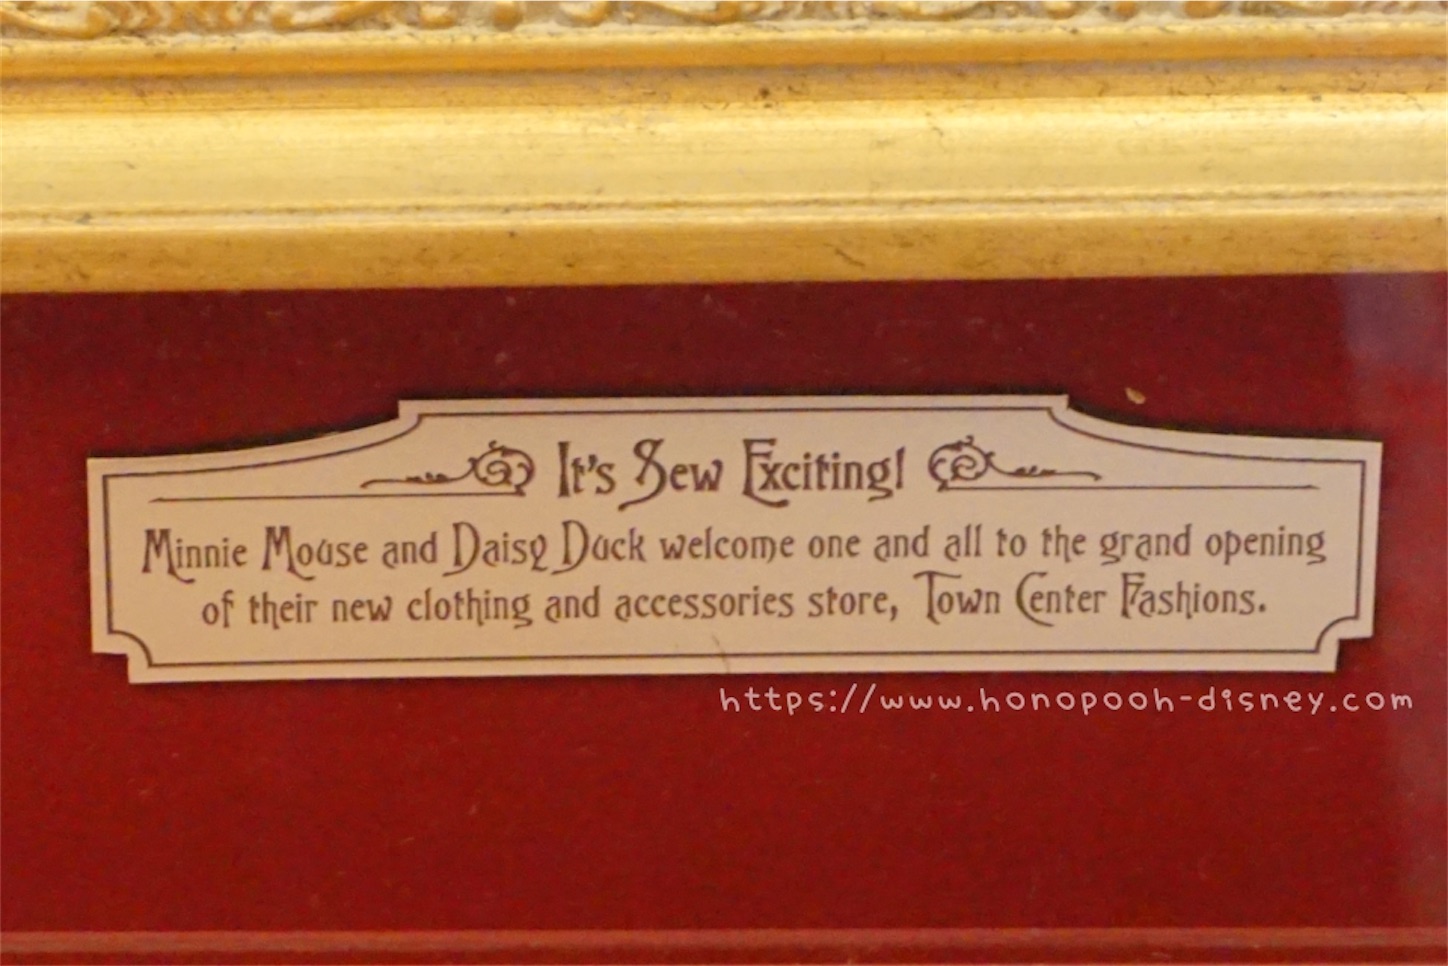 It's Sew Exciting!
Minnie Mouse and Daisy Duck welcome one and all to the grand opening
of their new clothing and accessories store, Town Center Fashions.
https://www.honopooh-disney.com